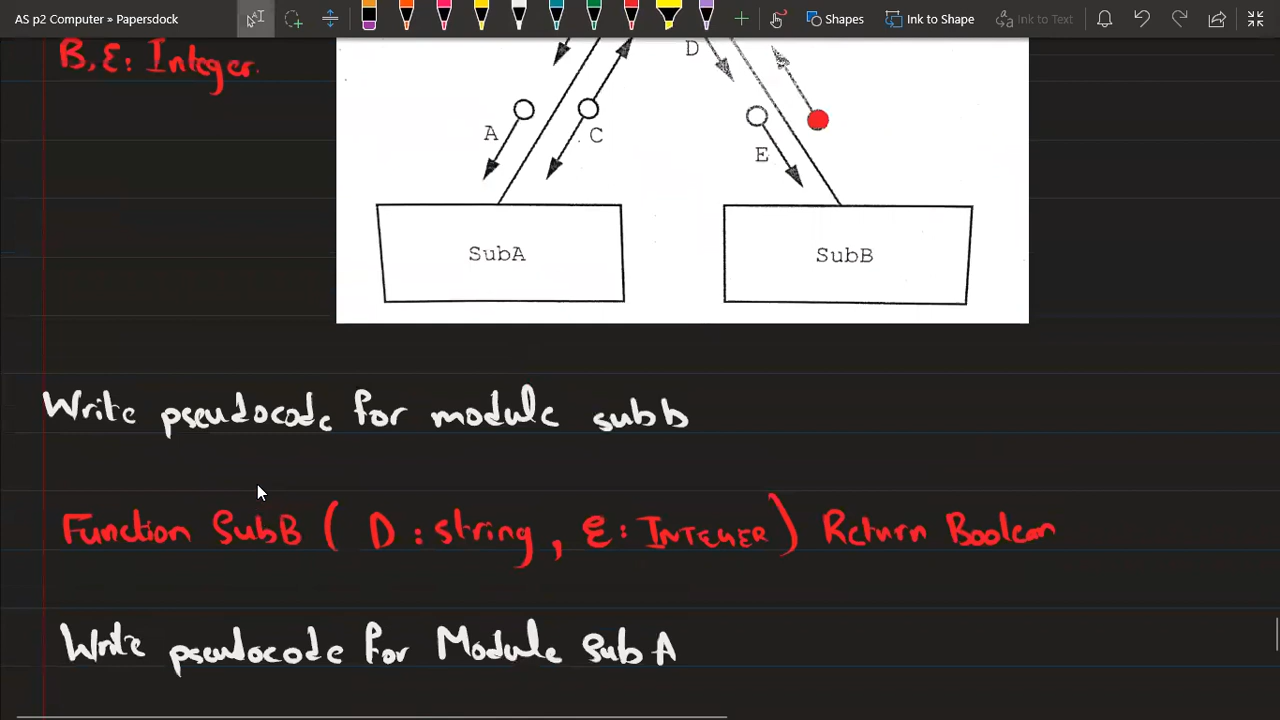 AS p2 Computer » Papersdock
Shapes
Ink to Shape
Ink to Text
B, E: Integer.
D
A
C
E
SubA
SubB
Write pseudocode for module subb
Function SubB ( D : string , E : INTEGER ) Return Boolean
Write pseudocode for Module Sub A